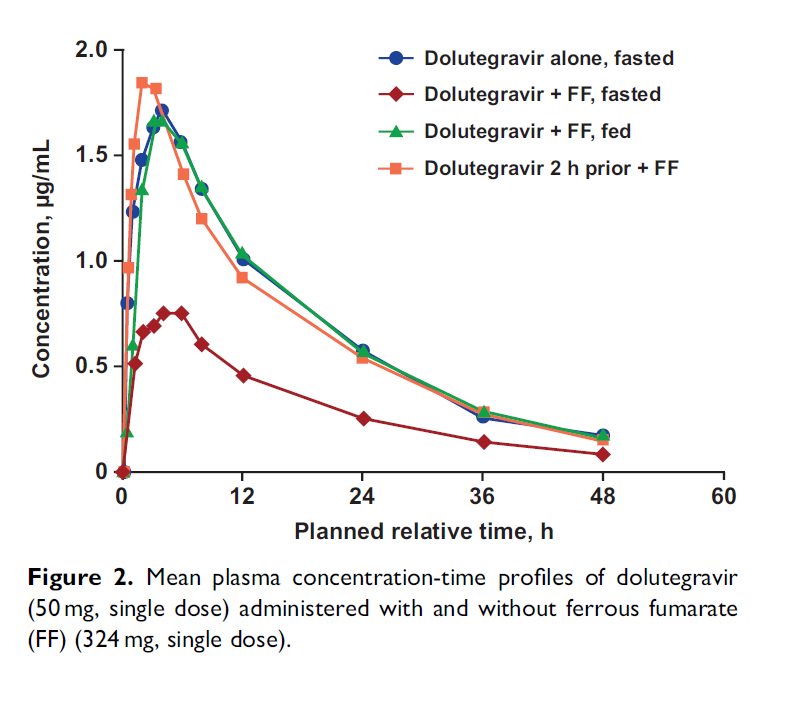 2.0
1.5
1.0
0.5
0
0
12
24
36
48
60
Concentration, µg/mL
Planned relative time, h
Dolutegravir alone, fasted
Dolutegravir + FF, fasted
Dolutegravir + FF, fed
Dolutegravir 2 h prior + FF
Figure 2. Mean plasma concentration-time profiles of dolutegravir
(50 mg, single dose) administered with and without ferrous fumarate
(FF) (324 mg, single dose).